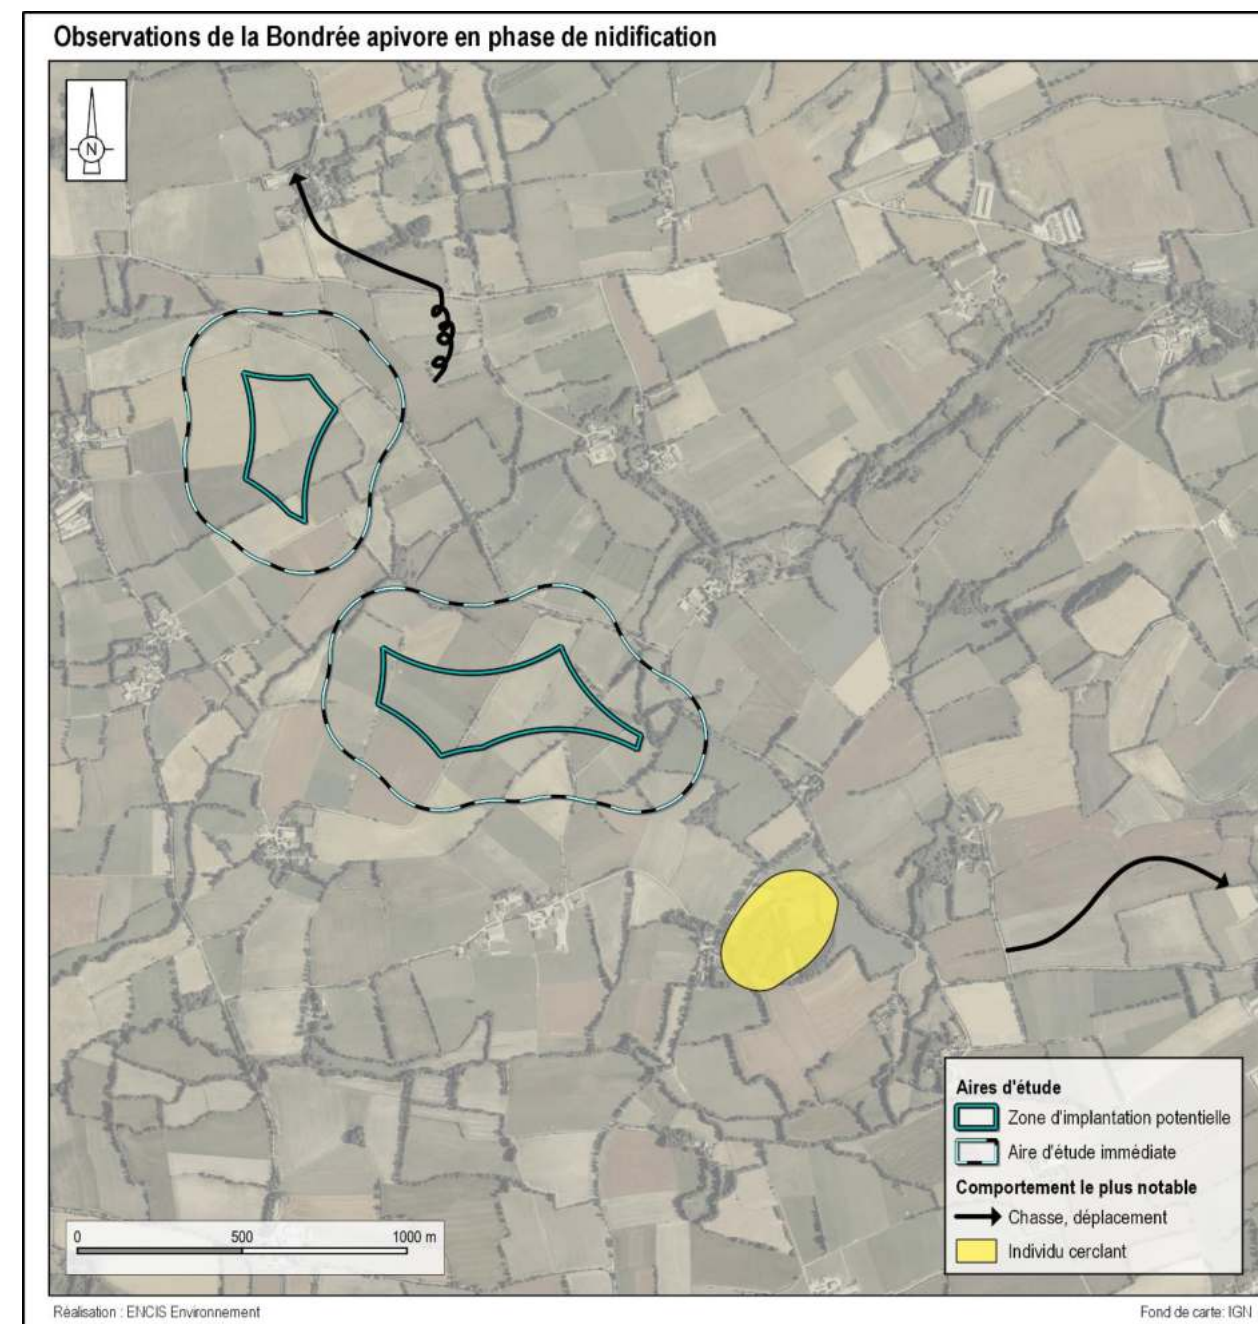 Observations de la Bondrée apivore en phase de nidification
N
Aires d'étude
Zone d'implantation potentielle
Aire d'étude immédiate
Comportement le plus notable
Chasse, déplacement
Individu cerclant
0 500 1000 m
Réalisation : ENCIS Environnement
Fond de carte: IGN